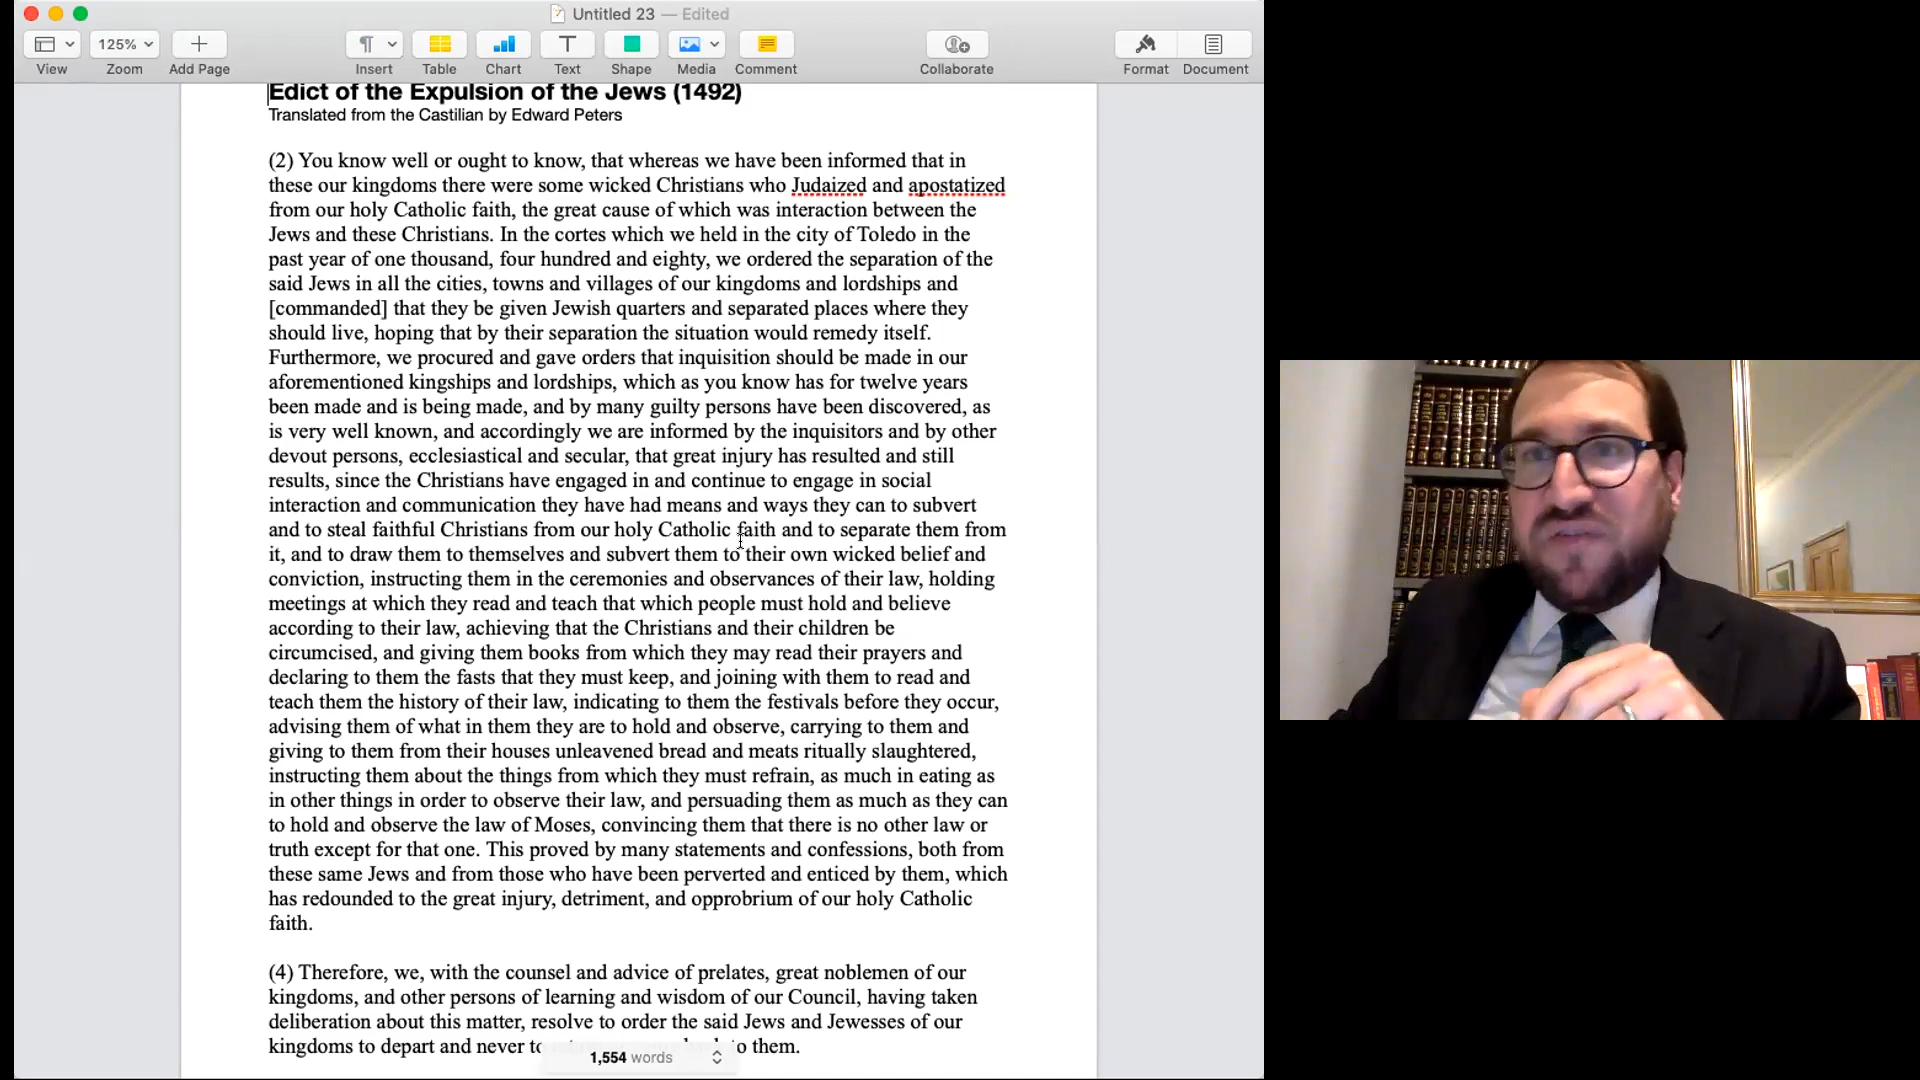 Untitled 23 — Edited
125%
View
Zoom
Add Page
Insert
Table
Chart
Text
Shape
Media
Comment
Collaborate
Format
Document
Edict of the Expulsion of the Jews (1492)
Translated from the Castilian by Edward Peters
(2) You know well or ought to know, that whereas we have been informed that in
these our kingdoms there were some wicked Christians who Judaized and apostatized
from our holy Catholic faith, the great cause of which was interaction between the
Jews and these Christians. In the cortes which we held in the city of Toledo in the
past year of one thousand, four hundred and eighty, we ordered the separation of the
said Jews in all the cities, towns and villages of our kingdoms and lordships and
[commanded] that they be given Jewish quarters and separated places where they
should live, hoping that by their separation the situation would remedy itself.
Furthermore, we procured and gave orders that inquisition should be made in our
aforementioned kingships and lordships, which as you know has for twelve years
been made and is being made, and by many guilty persons have been discovered, as
is very well known, and accordingly we are informed by the inquisitors and by other
devout persons, ecclesiastical and secular, that great injury has resulted and still
results, since the Christians have engaged in and continue to engage in social
interaction and communication they have had means and ways they can to subvert
and to steal faithful Christians from our holy Catholic faith and to separate them from
it, and to draw them to themselves and subvert them to their own wicked belief and
conviction, instructing them in the ceremonies and observances of their law, holding
meetings at which they read and teach that which people must hold and believe
according to their law, achieving that the Christians and their children be
circumcised, and giving them books from which they may read their prayers and
declaring to them the fasts that they must keep, and joining with them to read and
teach them the history of their law, indicating to them the festivals before they occur,
advising them of what in them they are to hold and observe, carrying to them and
giving to them from their houses unleavened bread and meats ritually slaughtered,
instructing them about the things from which they must refrain, as much in eating as
in other things in order to observe their law, and persuading them as much as they can
to hold and observe the law of Moses, convincing them that there is no other law or
truth except for that one. This proved by many statements and confessions, both from
these same Jews and from those who have been perverted and enticed by them, which
has redounded to the great injury, detriment, and opprobrium of our holy Catholic
faith.
(4) Therefore, we, with the counsel and advice of prelates, great noblemen of our
kingdoms, and other persons of learning and wisdom of our Council, having taken
deliberation about this matter, resolve to order the said Jews and Jewesses of our
kingdoms to depart and never to them.
1,554 words